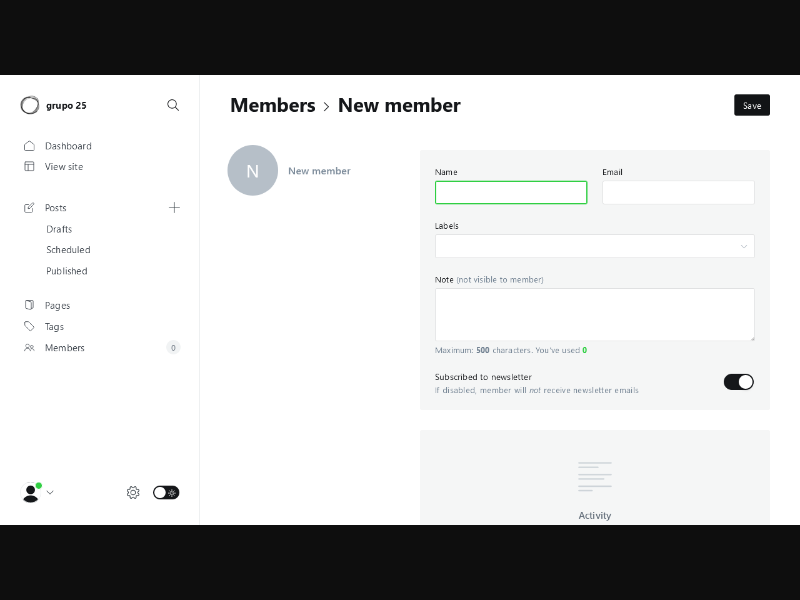 grupo 25
Dashboard
View site
Posts
Drafts
Scheduled
Published
Pages
Tags
Members 0
Members > New member
Save
N
New member
Name Email
Labels
Note (not visible to member)
Maximum: 500 characters. You've used 0
Subscribed to newsletter
If disabled, member will not receive newsletter emails
Activity